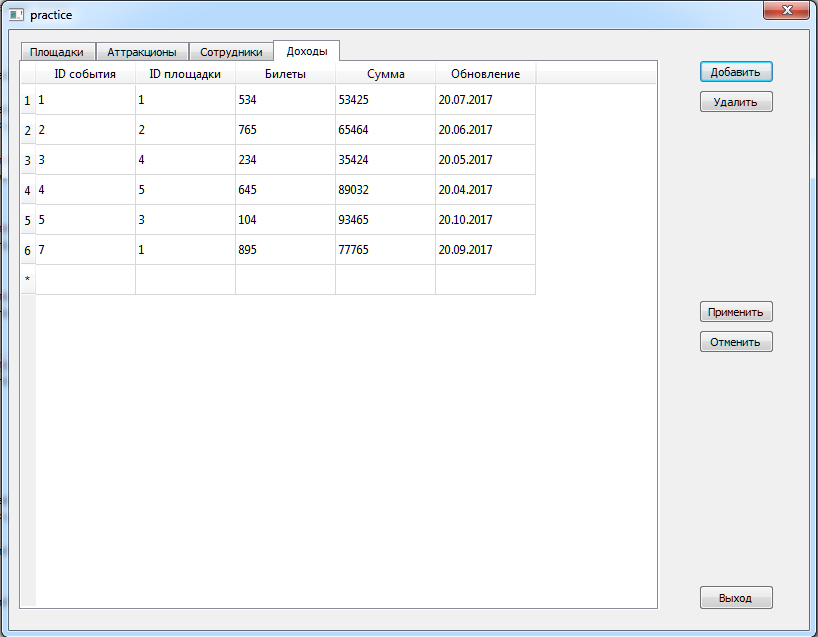 practice
Площадки Аттракционы Сотрудники Доходы
ID события ID площадки Билеты Сумма Обновление
1 1 1 534 53425 20.07.2017
2 2 2 765 65464 20.06.2017
3 3 4 234 35424 20.05.2017
4 4 5 645 89032 20.04.2017
5 5 3 104 93465 20.10.2017
6 7 1 895 77765 20.09.2017
*
Добавить
Удалить
Применить
Отменить
Выход